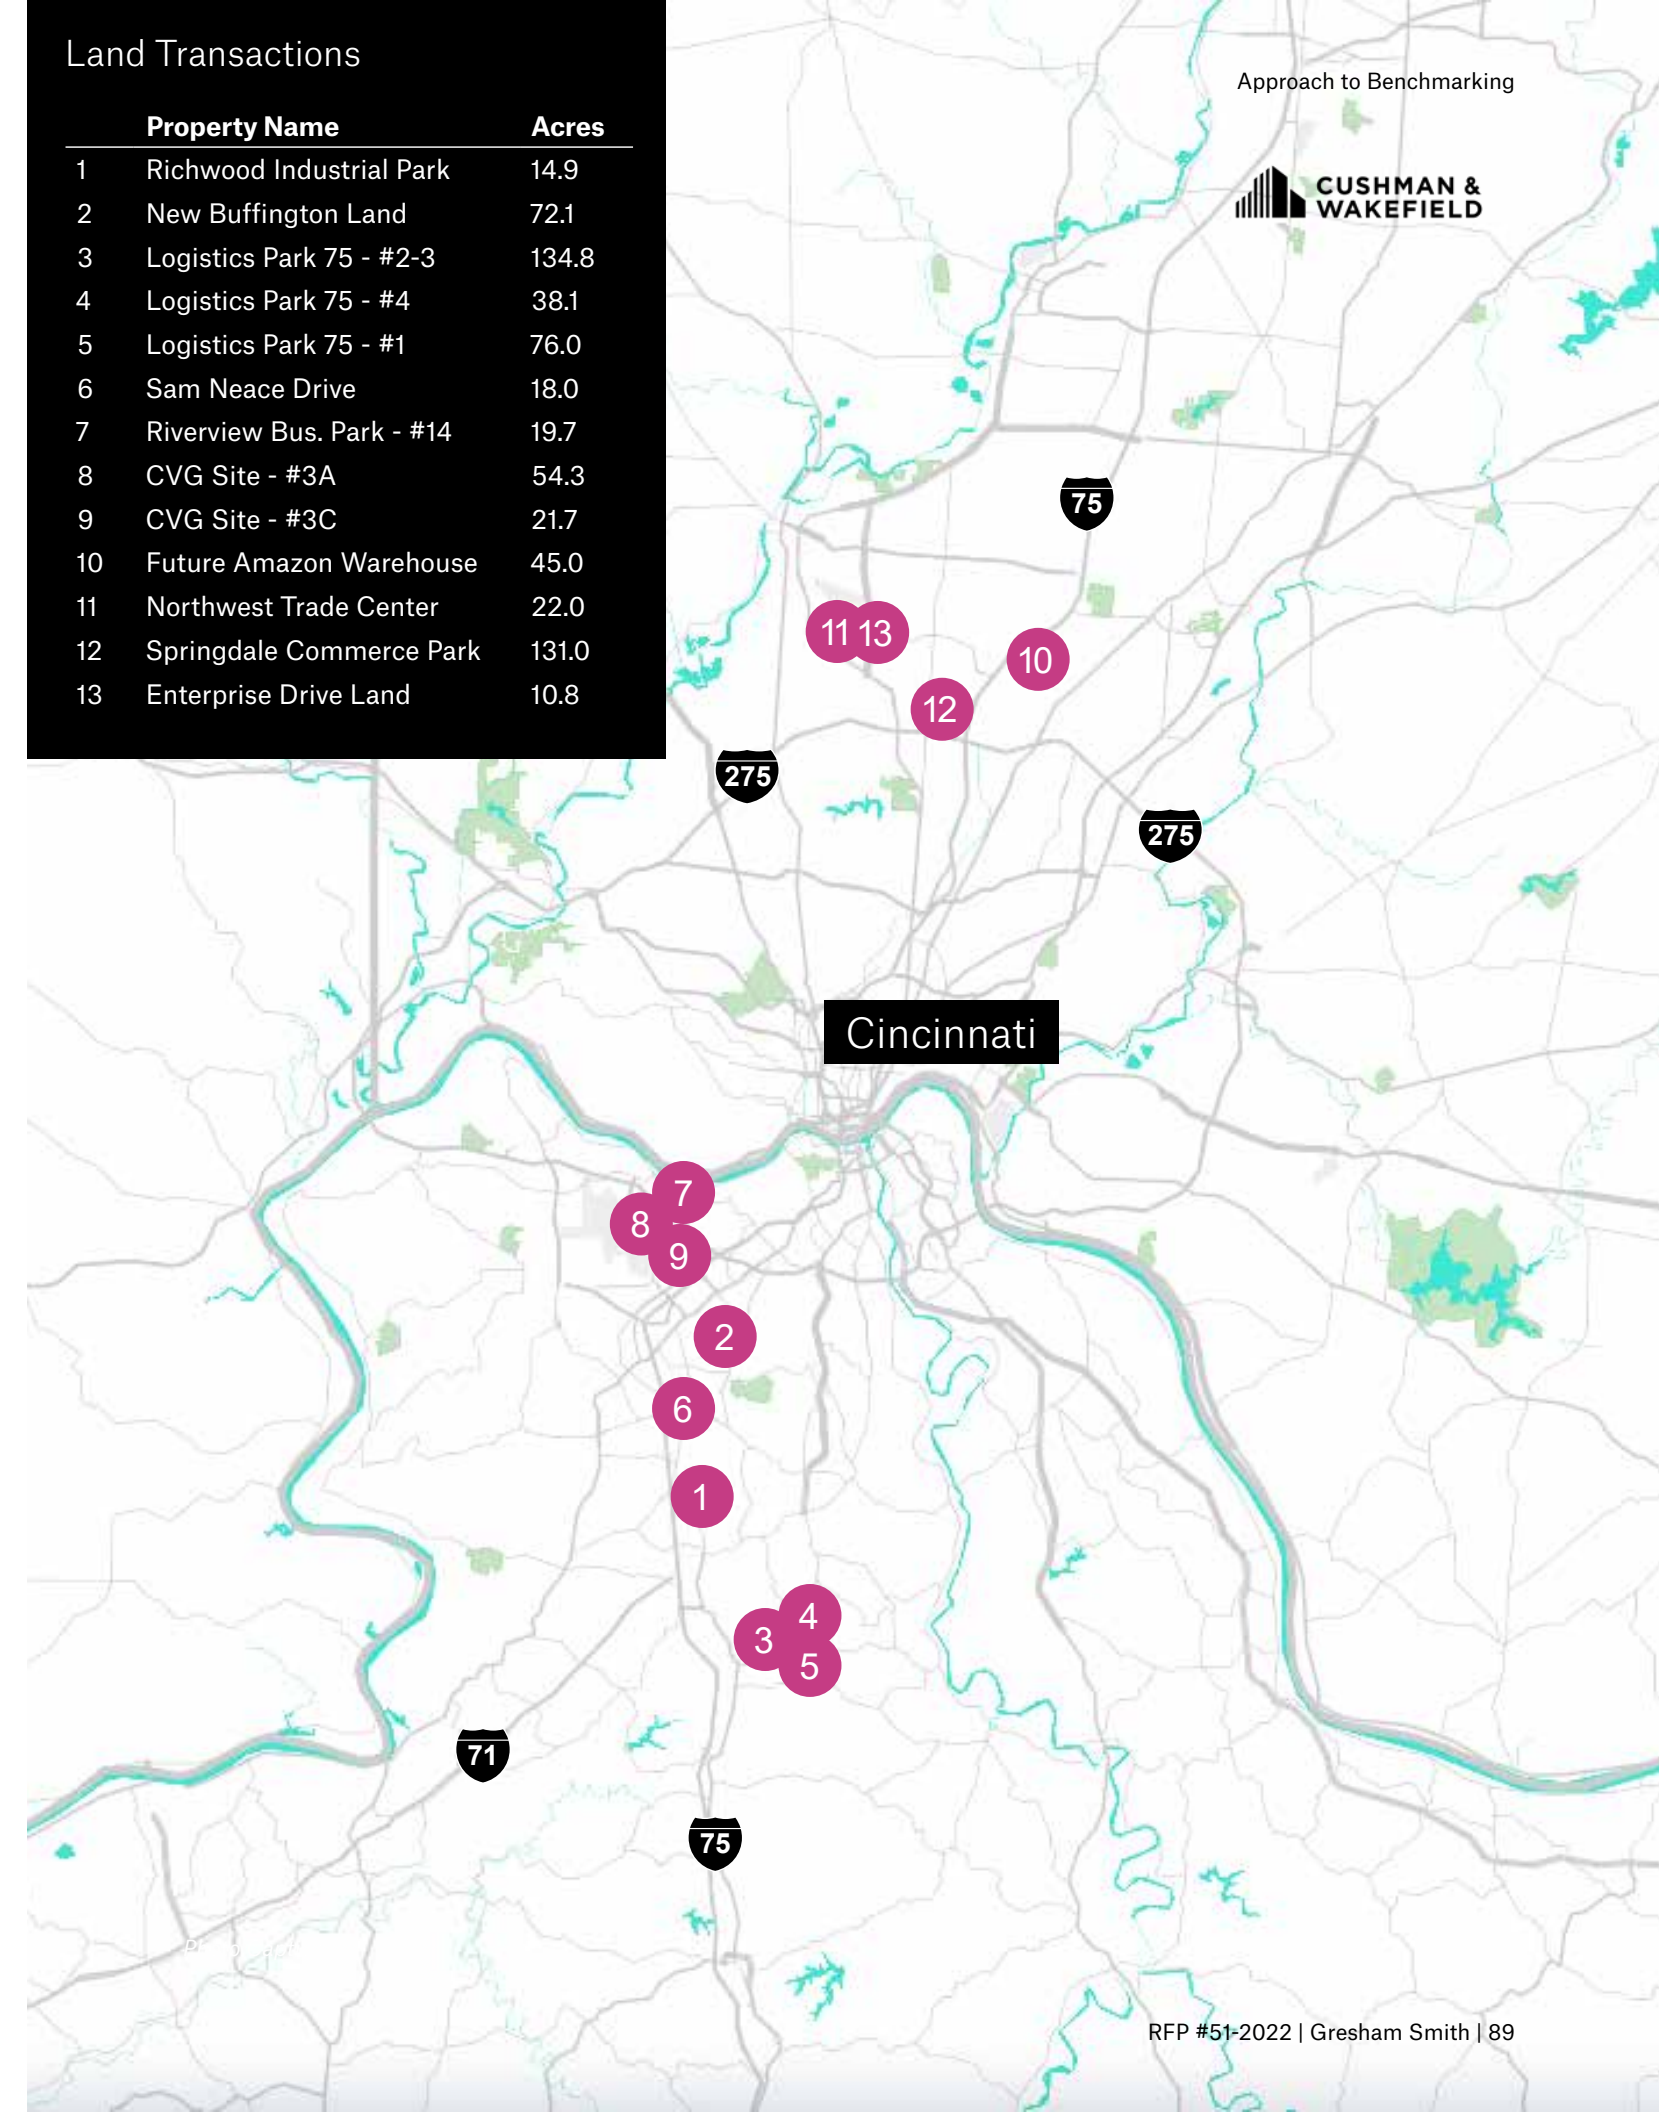 Land Transactions
Property Name Acres
1 Richwood Industrial Park 14.9
2 New Buffington Land 72.1
3 Logistics Park 75 - #2-3 134.8
4 Logistics Park 75 - #4 38.1
5 Logistics Park 75 - #1 76.0
6 Sam Neace Drive 18.0
7 Riverview Bus. Park - #14 19.7
8 CVG Site - #3A 54.3
9 CVG Site - #3C 21.7
10 Future Amazon Warehouse 45.0
11 Northwest Trade Center 22.0
12 Springdale Commerce Park 131.0
13 Enterprise Drive Land 10.8
Approach to Benchmarking
CUSHMAN &
WAKEFIELD
75
11 13
10
12
275
275
Cincinnati
7
8
9
2
6
1
4
3
5
71
75
RFP #51-2022 | Gresham Smith | 89